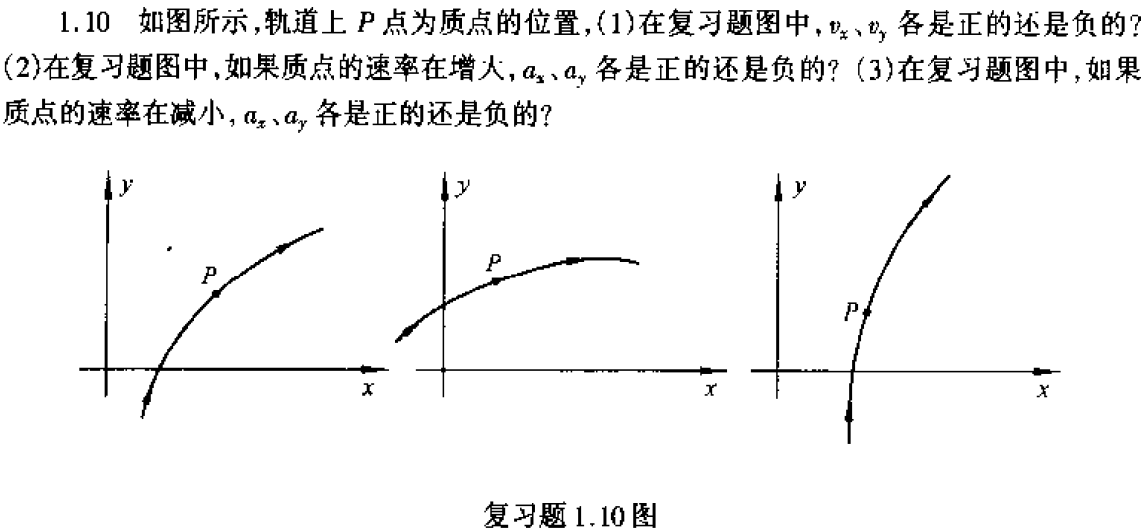 1.10 如图所示,轨道上 P 点为质点的位置,(1)在复习题图中, vₓ、vᵧ 各是正的还是负的?
(2)在复习题图中,如果质点的速率在增大, aₓ、aᵧ 各是正的还是负的? (3)在复习题图中,如果
质点的速率在减小, aₓ、aᵧ 各是正的还是负的?
y
P
x
y
P
x
y
P
x
复习题 1.10 图